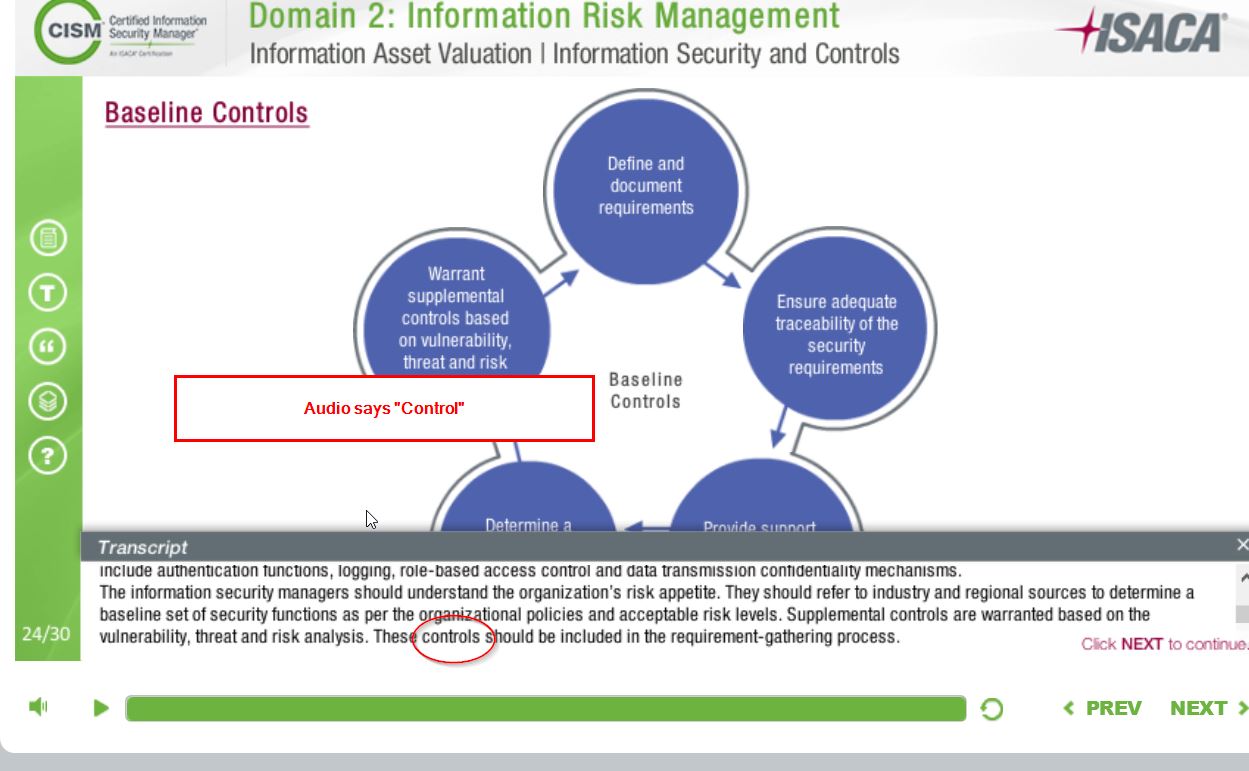 CISM
Certified Information
Security Manager®
An ISACA® Certification
Domain 2: Information Risk Management
Information Asset Valuation | Information Security and Controls
ISACA®
Baseline Controls
Define and
document
requirements
Warrant
supplemental
controls based
on vulnerability,
threat and risk
Ensure adequate
traceability of the
security
requirements
Baseline
Controls
Audio says "Control"
Determine a
Provide support
T
“
?
Transcript
include authentication functions, logging, role-based access control and data transmission confidentiality mechanisms.
The information security managers should understand the organization’s risk appetite. They should refer to industry and regional sources to determine a
baseline set of security functions as per the organizational policies and acceptable risk levels. Supplemental controls are warranted based on the
vulnerability, threat and risk analysis. These controls should be included in the requirement-gathering process.
24/30
Click NEXT to continue.
PREV
NEXT